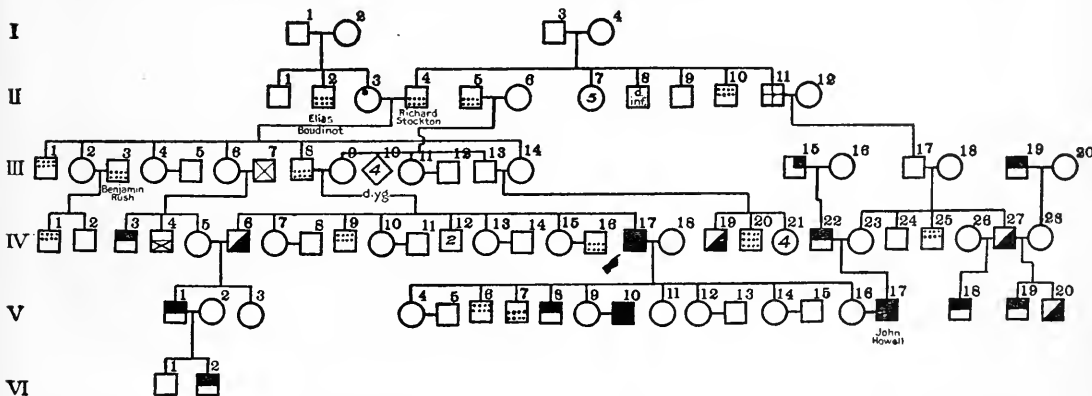 I
1 2 3 4
II
1 2 3 4 5 6 7 8 9 10 11 12
5
d. inf.
Elias Boudinot
Richard Stockton
III
1 2 3 4 5 6 7 8 9 10 11 12 13 14 15 16 17 18 19 20
4
Benjamin Rush
d.yg
IV
1 2 3 4 5 6 7 8 9 10 11 12 13 14 15 16 17 18 19 20 21 22 23 24 25 26 27 28
2
4
V
1 2 3 4 5 6 7 8 9 10 11 12 13 14 15 16 17 18 19 20
John Howell
VI
1 2